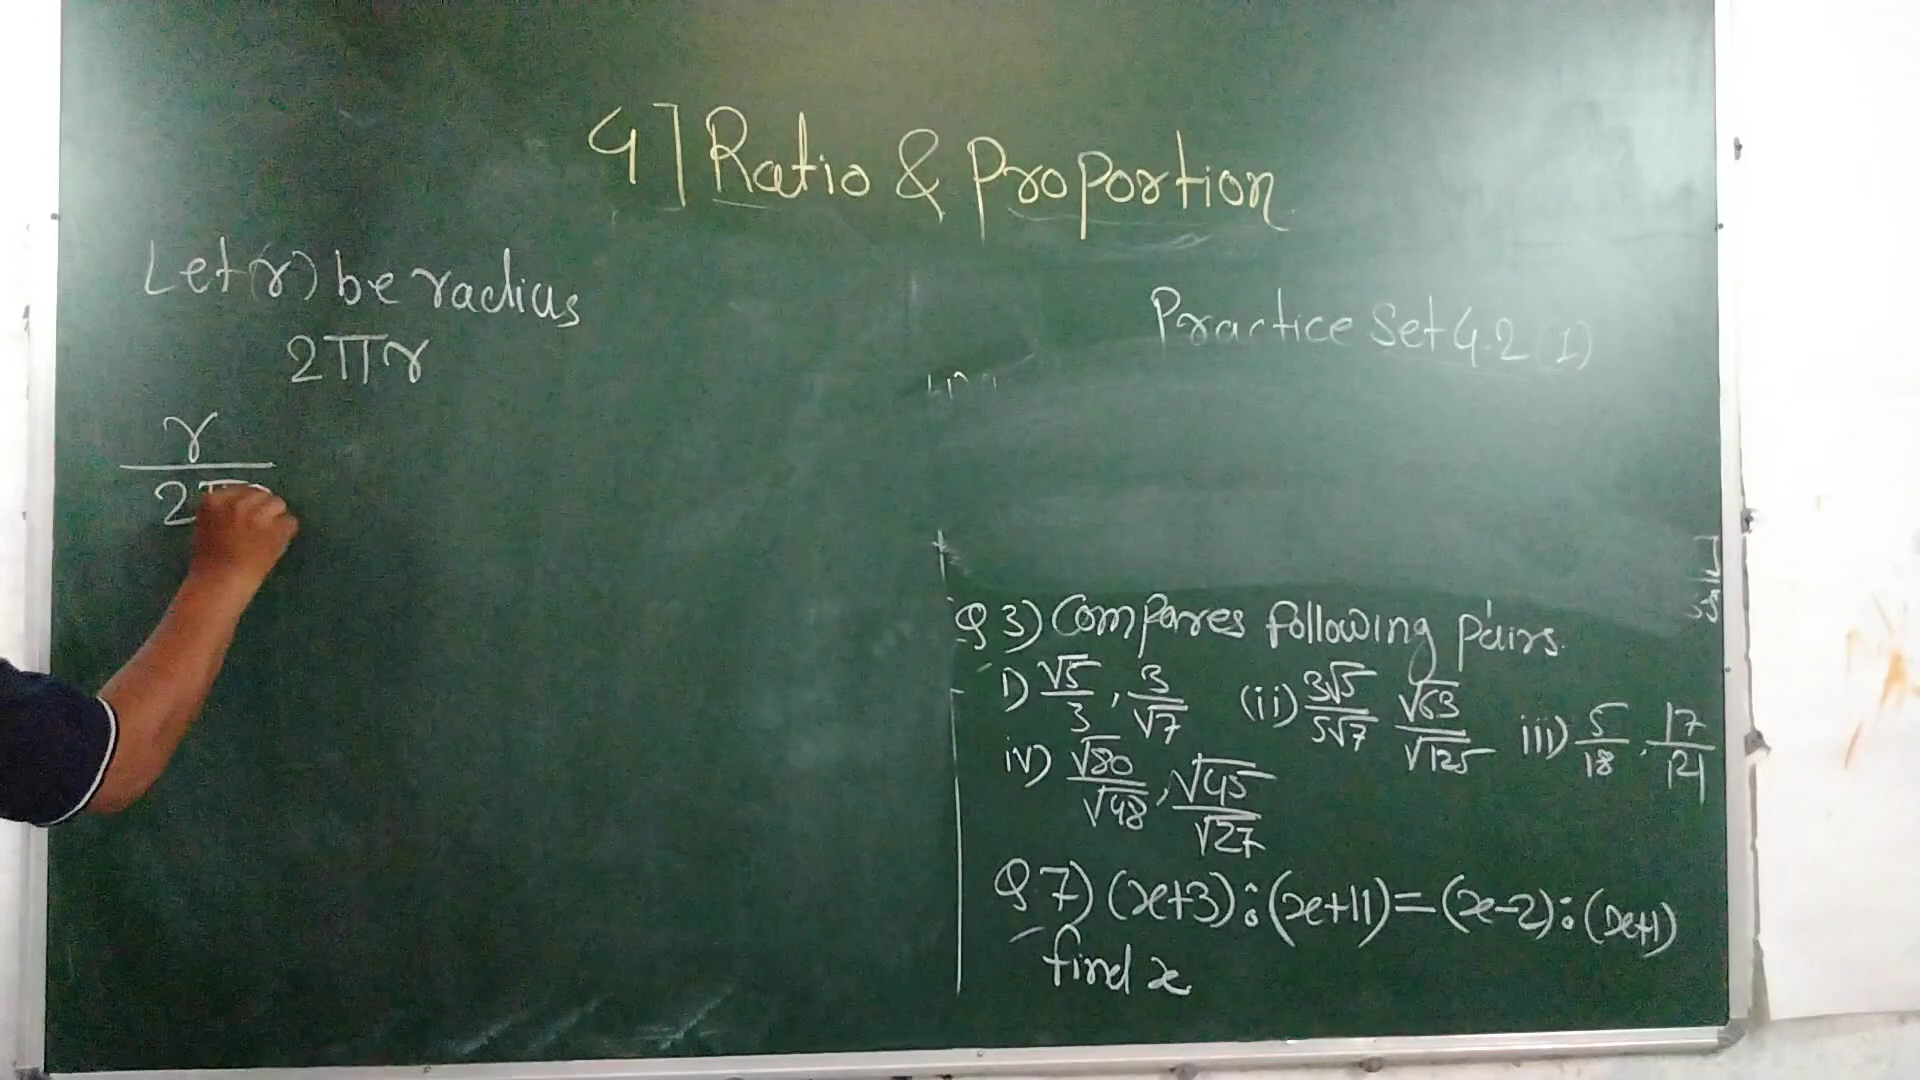 4] Ratio & Proportion
Let (r) be radius
2πr
r
2π
Practice Set 4.2 (1)
Q 3) Compares following pairs.
i) √5/3 , 3/√7 (ii) 3√5/5√7 √63/√125 iii) 5/18 , 17/121
iv) √80/√48 , √45/√27
Q 7) (x+3):(x+11)=(x-2):(x+1)
find x